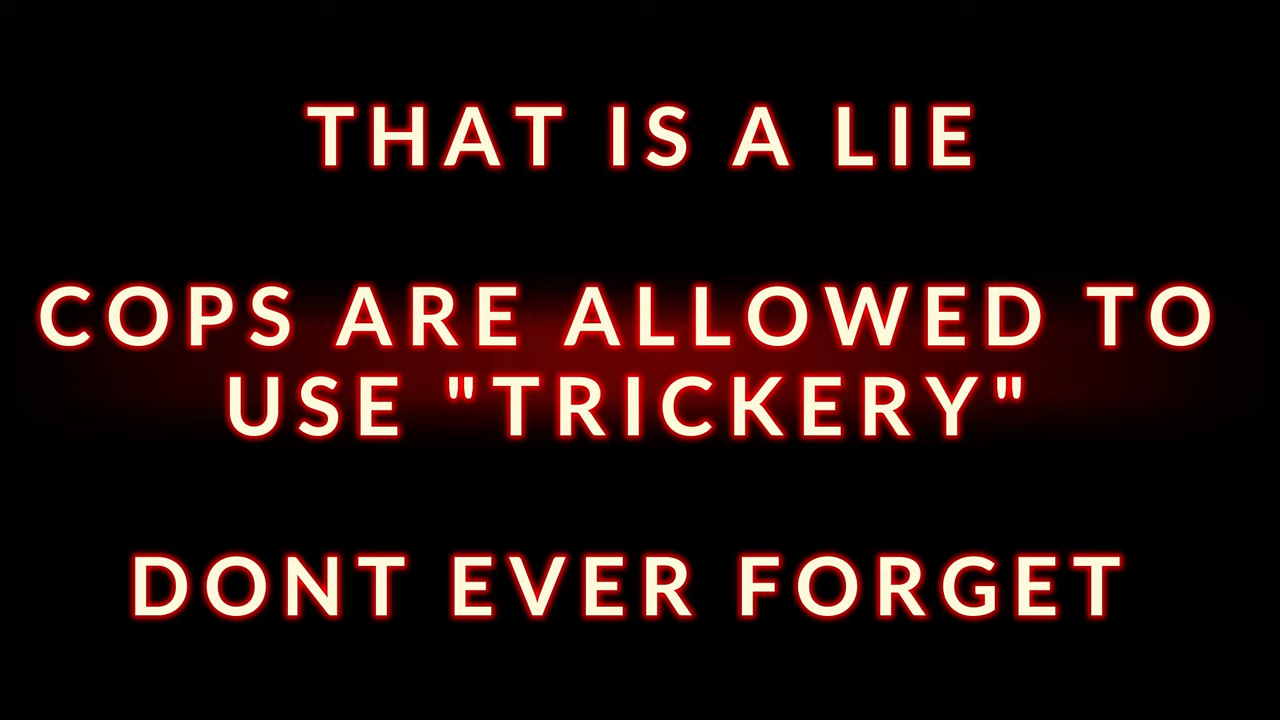 THAT IS A LIE
COPS ARE ALLOWED TO
USE "TRICKERY"
DONT EVER FORGET